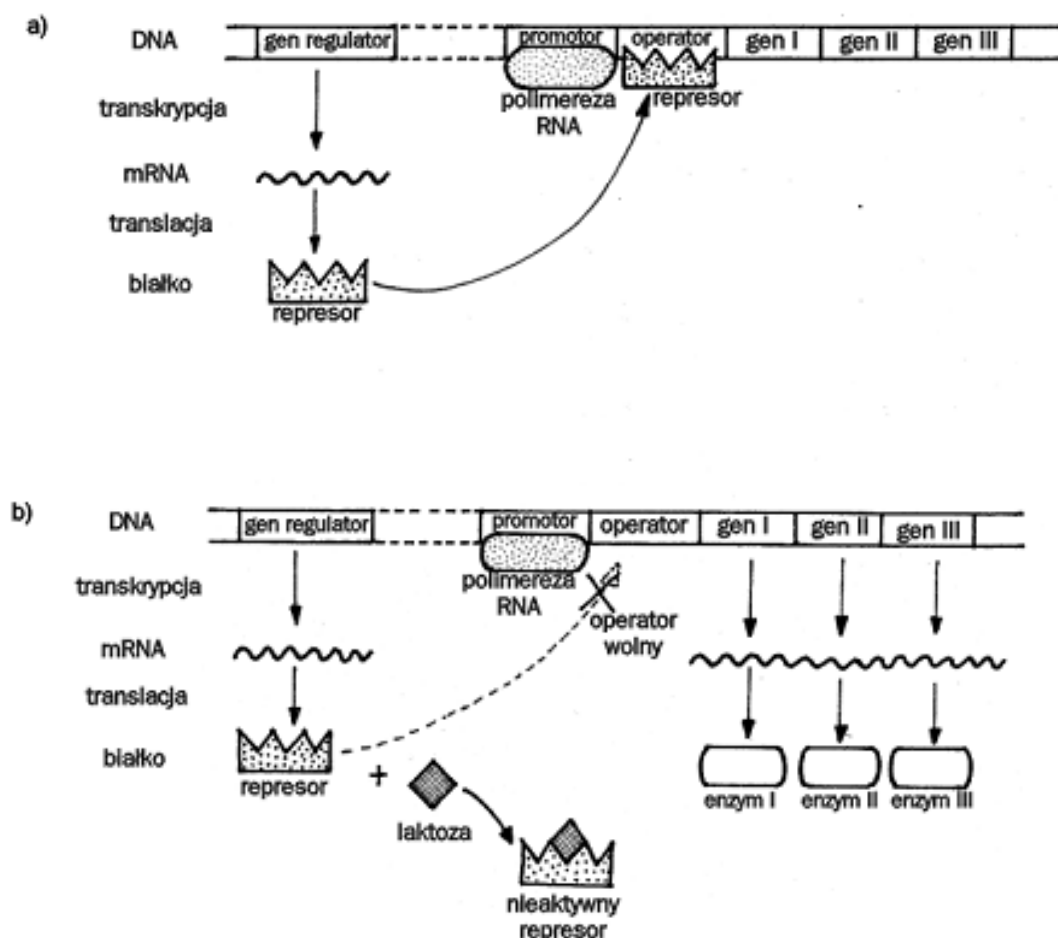 a)
DNA gen regulator promotor operator gen I gen II gen III
polimereza represor
RNA
transkrypcja
mRNA
translacja
białko
represor
b)
DNA gen regulator promotor operator gen I gen II gen III
transkrypcja
polimereza
RNA
operator
wolny
mRNA
translacja
białko
represor
+
laktoza
enzym I enzym II enzym III
nieaktywny
represor